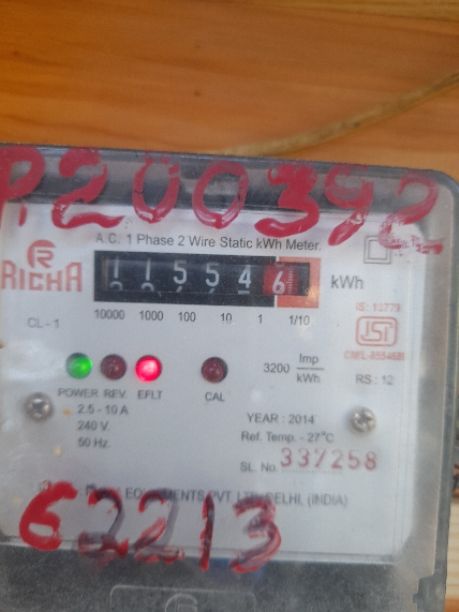 P200392
A.C. 1 Phase 2 Wire Static kWh Meter.
R
RICHA
115546 kWh
10000 1000 100 10 1 1/10
CL-1
IS: 13779
ISI
RS: 12
3200 Imp/kWh
POWER REV. EFLT CAL
2.5 - 10 A
240 V.
50 Hz.
YEAR : 2014
Ref. Temp. -27°C
SL. No. 337258
EQUIPMENTS PVT. LTD. DELHI, (INDIA)
62213